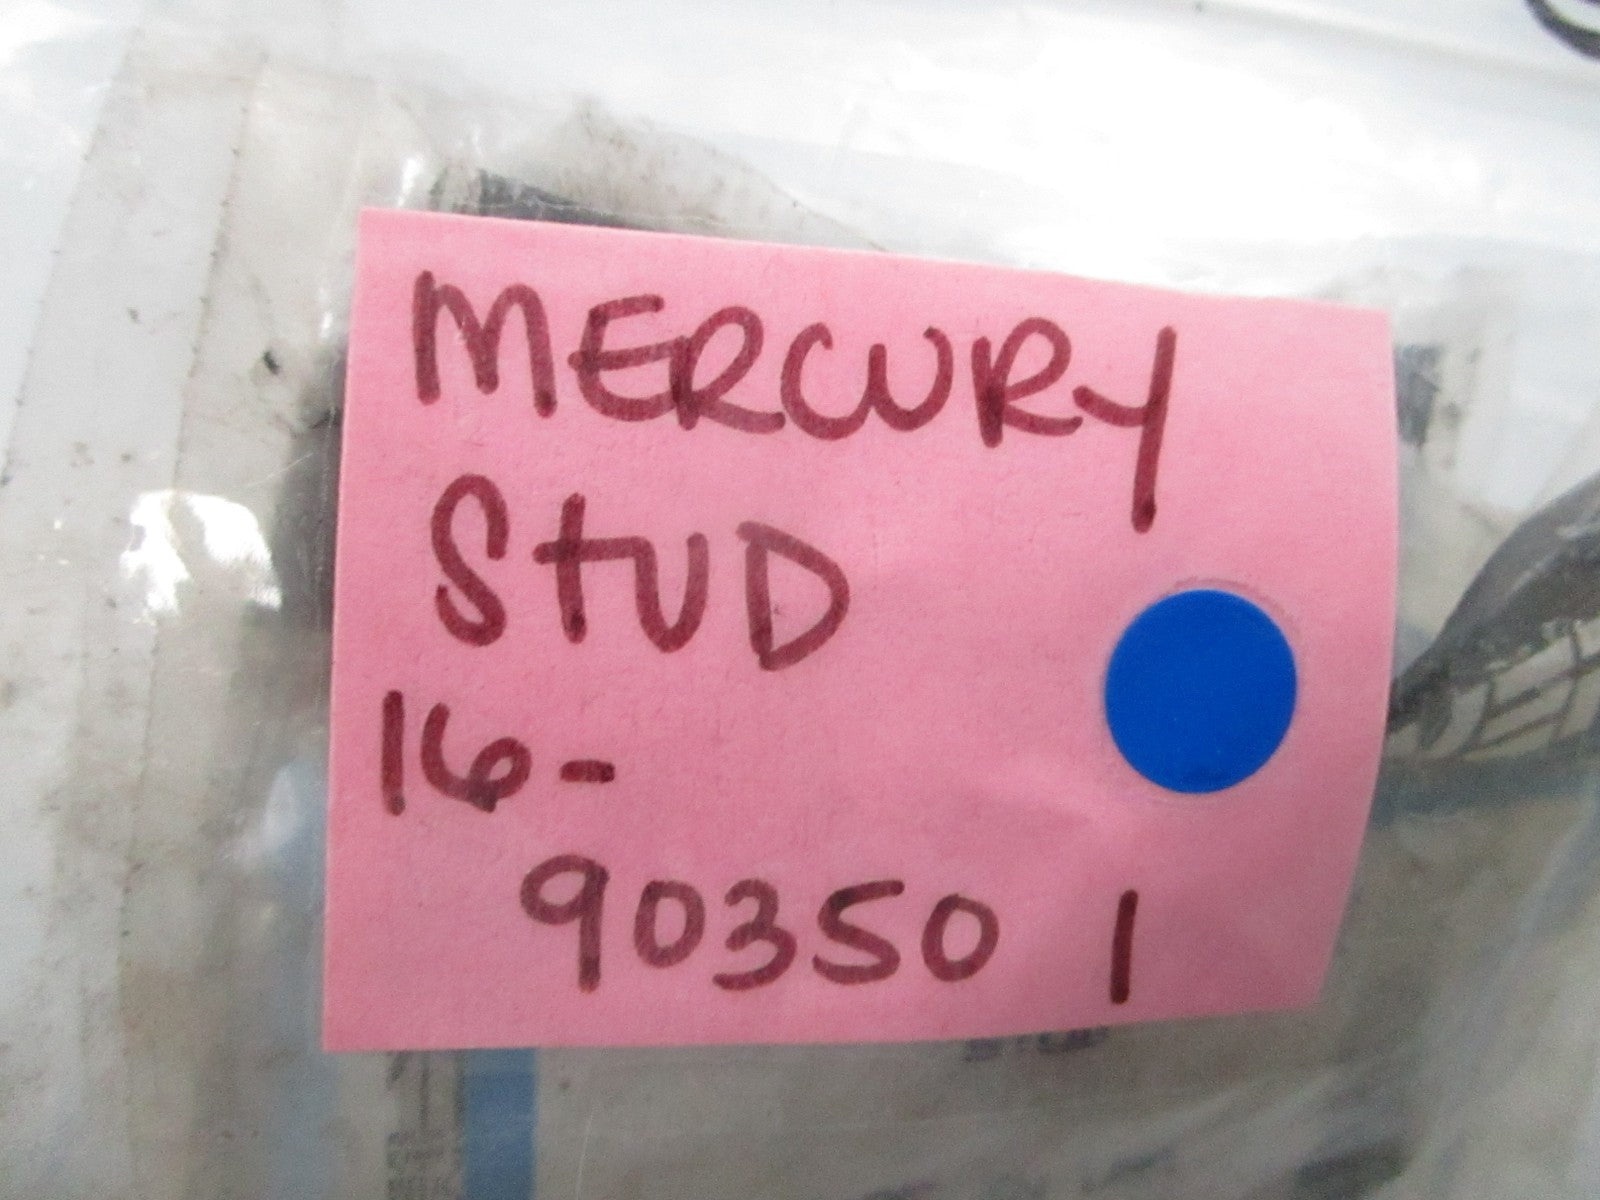 MERCURY
StUD
16-
90350 1